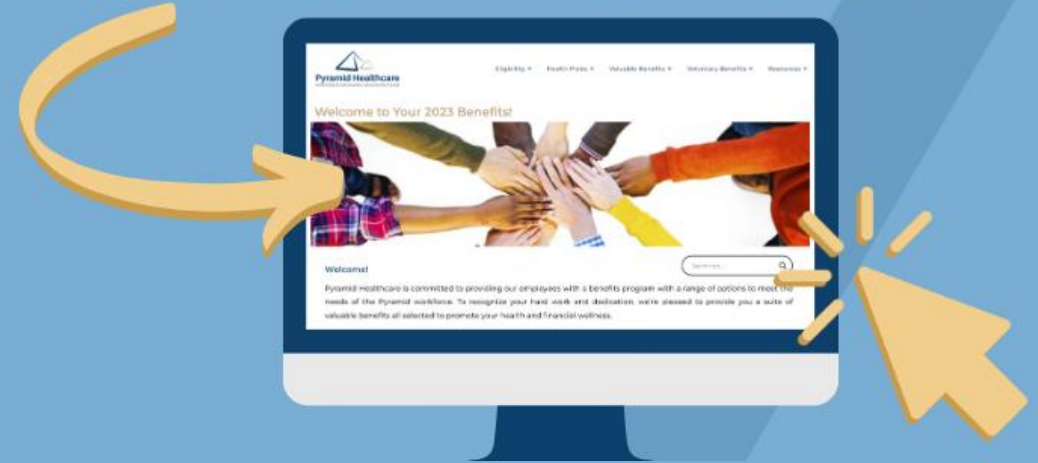 Pyramid Healthcare
Eligibility Health Plans Valuable Benefits Voluntary Benefits Resources
Welcome to Your 2023 Benefits!
Welcome!
Search...
Pyramid Healthcare is committed to providing our employees with a benefits program with a range of options to meet the
needs of the Pyramid workforce. To recognize your hard work and dedication, we're pleased to provide you a suite of
valuable benefits all selected to promote your health and financial wellness.